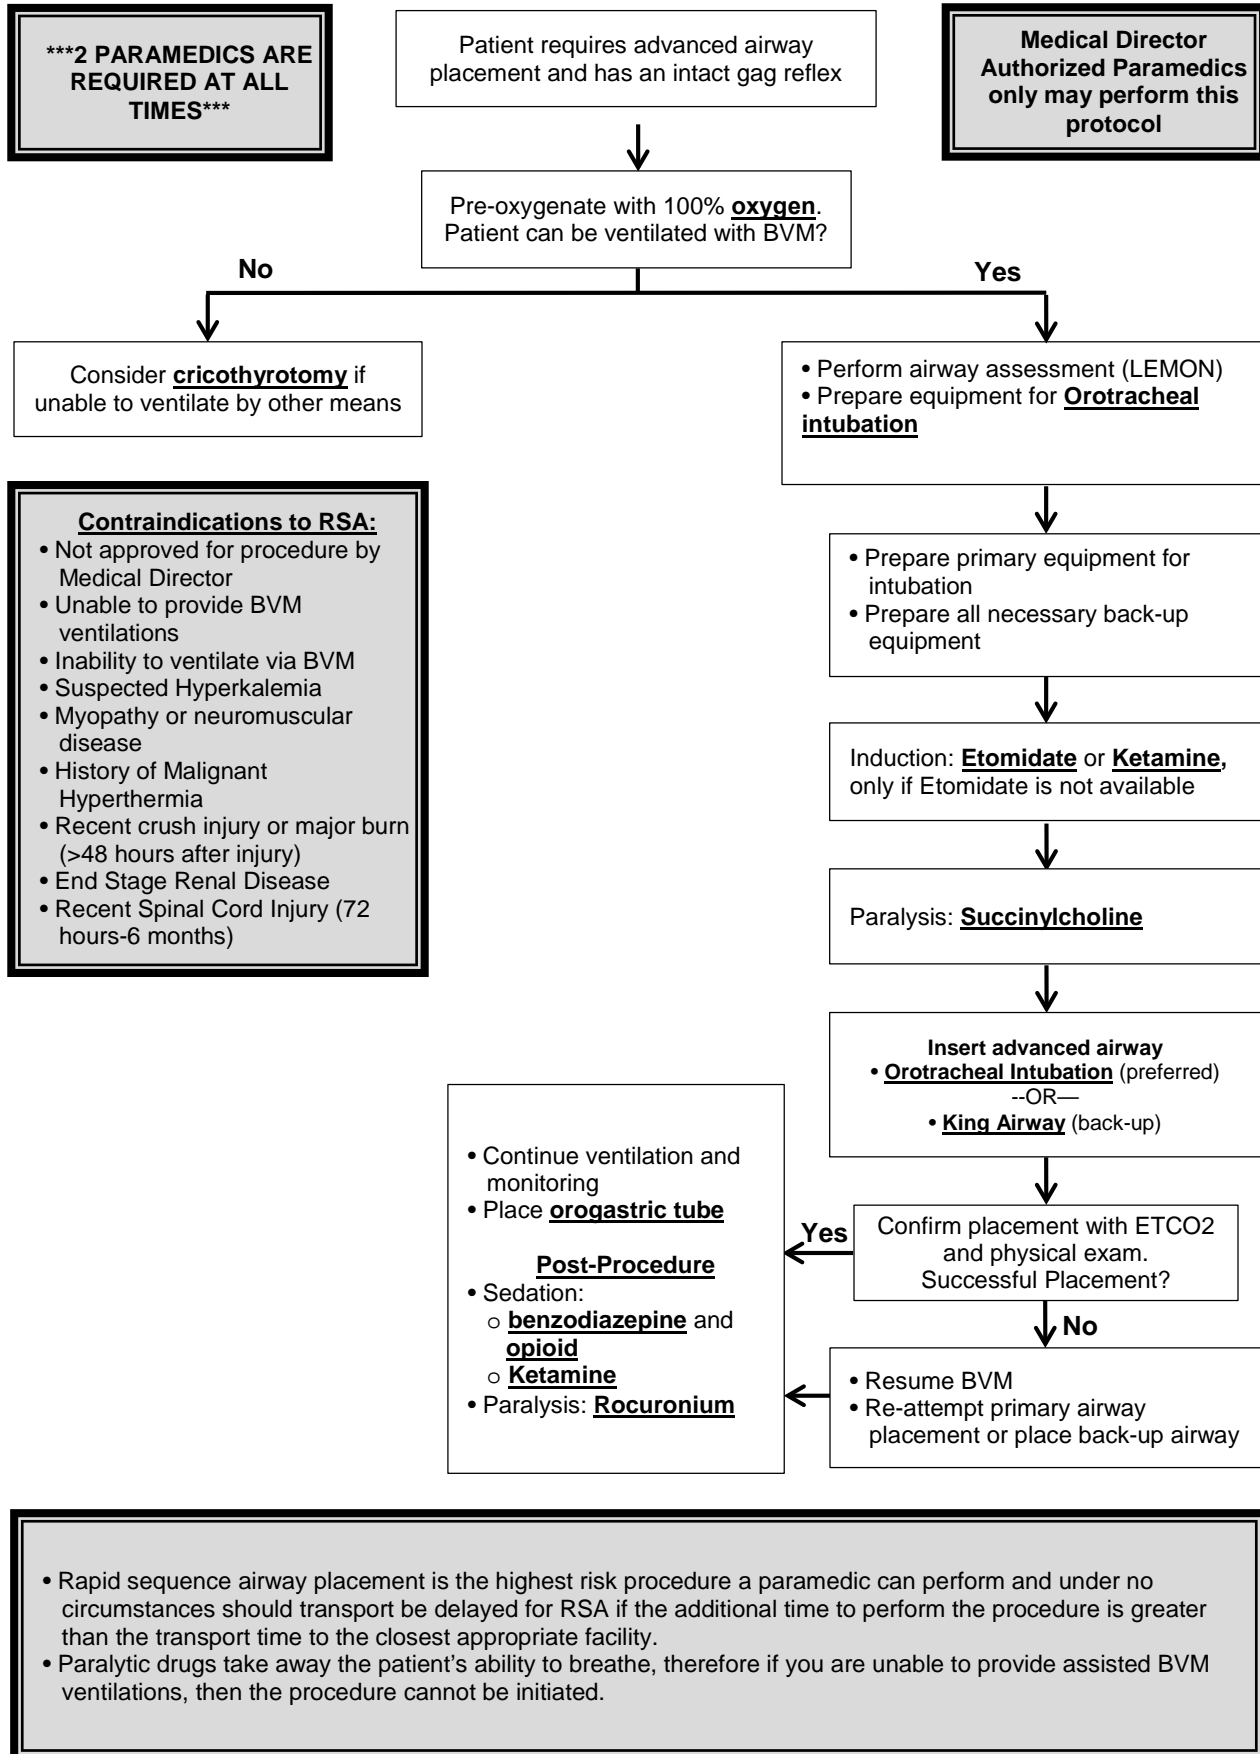 ***2 PARAMEDICS ARE
REQUIRED AT ALL
TIMES***
Patient requires advanced airway
placement and has an intact gag reflex
Medical Director
Authorized Paramedics
only may perform this
protocol
Pre-oxygenate with 100% oxygen.
Patient can be ventilated with BVM?
No
Yes
Consider cricothyrotomy if
unable to ventilate by other means
• Perform airway assessment (LEMON)
• Prepare equipment for Orotracheal
intubation
Contraindications to RSA:
• Not approved for procedure by
Medical Director
• Unable to provide BVM
ventilations
• Inability to ventilate via BVM
• Suspected Hyperkalemia
• Myopathy or neuromuscular
disease
• History of Malignant
Hyperthermia
• Recent crush injury or major burn
(>48 hours after injury)
• End Stage Renal Disease
• Recent Spinal Cord Injury (72
hours-6 months)
• Prepare primary equipment for
intubation
• Prepare all necessary back-up
equipment
Induction: Etomidate or Ketamine,
only if Etomidate is not available
Paralysis: Succinylcholine
Insert advanced airway
• Orotracheal Intubation (preferred)
--OR—
• King Airway (back-up)
Confirm placement with ETCO2
and physical exam.
Successful Placement?
Yes
No
• Continue ventilation and
monitoring
• Place orogastric tube
Post-Procedure
• Sedation:
o benzodiazepine and
opioid
o Ketamine
• Paralysis: Rocuronium
• Resume BVM
• Re-attempt primary airway
placement or place back-up airway
• Rapid sequence airway placement is the highest risk procedure a paramedic can perform and under no
circumstances should transport be delayed for RSA if the additional time to perform the procedure is greater
than the transport time to the closest appropriate facility.
• Paralytic drugs take away the patient's ability to breathe, therefore if you are unable to provide assisted BVM
ventilations, then the procedure cannot be initiated.